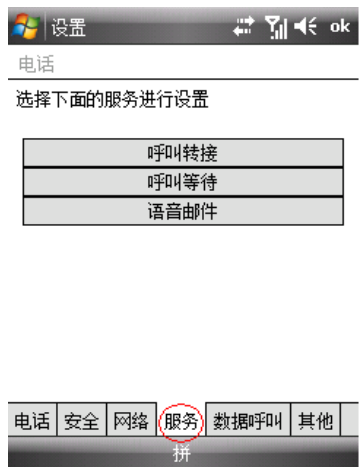 设置 ok
电话
选择下面的服务进行设置
呼叫转接
呼叫等待
语音邮件
电话 安全 网络 服务 数据呼叫 其他
拼